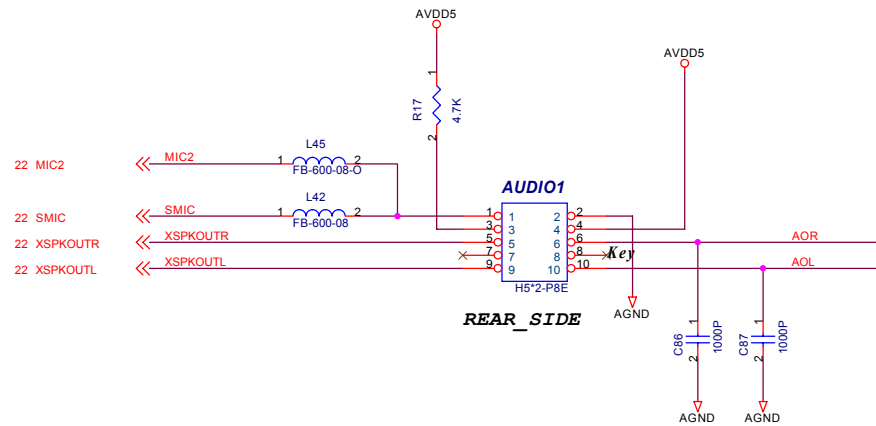 AVDD5
AVDD5
1
R17
4.7K
2
L45
22 MIC2
MIC2
1
2
FB-600-08-O
L42
AUDIO1
22 SMIC
SMIC
1
2
FB-600-08
1 1 2 2
3 3 4 4
22 XSPKOUTR
XSPKOUTR
5 5 6 6
AOR
7 7 8 8 Key
22 XSPKOUTL
XSPKOUTL
9 9 10 10
AOL
H5*2-P8E
REAR_SIDE
AGND
1
C86
1000P
2
1
C87
1000P
2
AGND
AGND